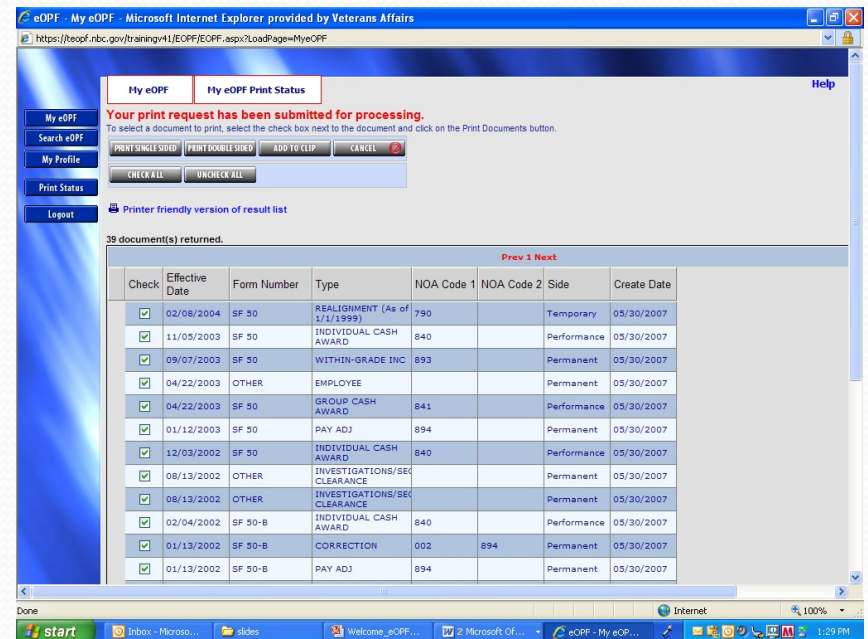 eOPF - My eOPF - Microsoft Internet Explorer provided by Veterans Affairs
https://teopf.nbc.gov/trainingv41/EOPF/EOPF.aspx?LoadPage=MyeOPF
My eOPF My eOPF Print Status Help
Your print request has been submitted for processing.
To select a document to print, select the check box next to the document and click on the Print Documents button.
My eOPF
Search eOPF
My Profile
Print Status
Logout
PRINT SINGLE SIDED PRINT DOUBLE SIDED ADD TO CLIP CANCEL
CHECK ALL UNCHECK ALL
Printer friendly version of result list
39 document(s) returned.
Prev 1 Next
Check Effective Date Form Number Type NOA Code 1 NOA Code 2 Side Create Date
02/08/2004 SF 50 REALIGNMENT (As of 1/1/1999) 790 Temporary 05/30/2007
11/05/2003 SF 50 INDIVIDUAL CASH AWARD 840 Performance 05/30/2007
09/07/2003 SF 50 WITHIN-GRADE INC 893 Permanent 05/30/2007
04/22/2003 OTHER EMPLOYEE Permanent 05/30/2007
04/22/2003 SF 50 GROUP CASH AWARD 841 Performance 05/30/2007
01/12/2003 SF 50 PAY ADJ 894 Permanent 05/30/2007
12/03/2002 SF 50 INDIVIDUAL CASH AWARD 840 Performance 05/30/2007
08/13/2002 OTHER INVESTIGATIONS/SEC CLEARANCE Permanent 05/30/2007
08/13/2002 OTHER INVESTIGATIONS/SEC CLEARANCE Permanent 05/30/2007
02/04/2002 SF 50-B INDIVIDUAL CASH AWARD 840 Performance 05/30/2007
01/13/2002 SF 50-B CORRECTION 002 894 Permanent 05/30/2007
01/13/2002 SF 50-B PAY ADJ 894 Permanent 05/30/2007
Done Internet 100%
start Inbox - Microso... slides Welcome_eOPF... 2 Microsoft Of... eOPF - My eOP... 1:29 PM